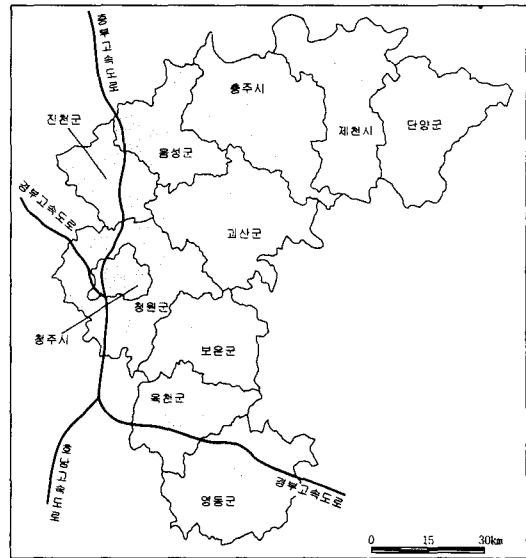 중부고속도로
충주시
진천군
제천시
단양군
음성군
경부고속도로
괴산군
청원군
청주시
보은군
옥천군
호남고속도로
경부고속도로
영동군
0 15 30km